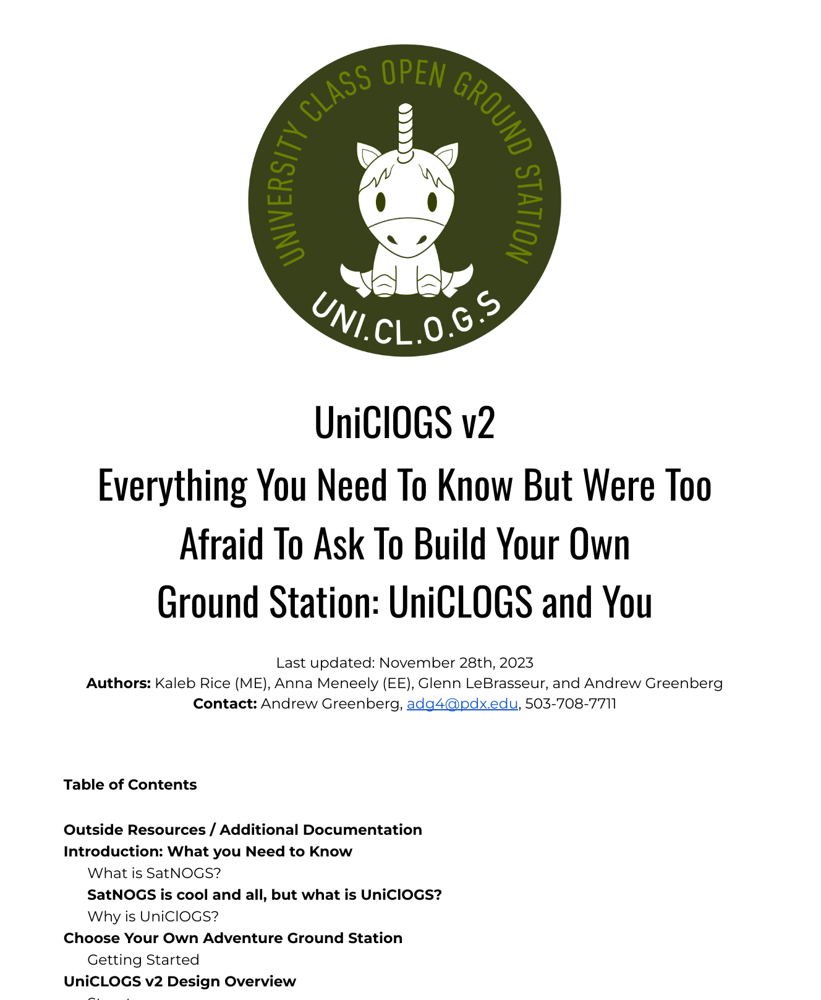 UNIVERSITY CLASS OPEN GROUND STATION
UNI.CL.O.G.S
UniClOGS v2
Everything You Need To Know But Were Too
Afraid To Ask To Build Your Own
Ground Station: UniCLOGS and You
Last updated: November 28th, 2023
Authors: Kaleb Rice (ME), Anna Meneely (EE), Glenn LeBrasseur, and Andrew Greenberg
Contact: Andrew Greenberg, adg4@pdx.edu, 503-708-7711
Table of Contents
Outside Resources / Additional Documentation
Introduction: What you Need to Know
What is SatNOGS?
SatNOGS is cool and all, but what is UniClOGS?
Why is UniClOGS?
Choose Your Own Adventure Ground Station
Getting Started
UniCLOGS v2 Design Overview